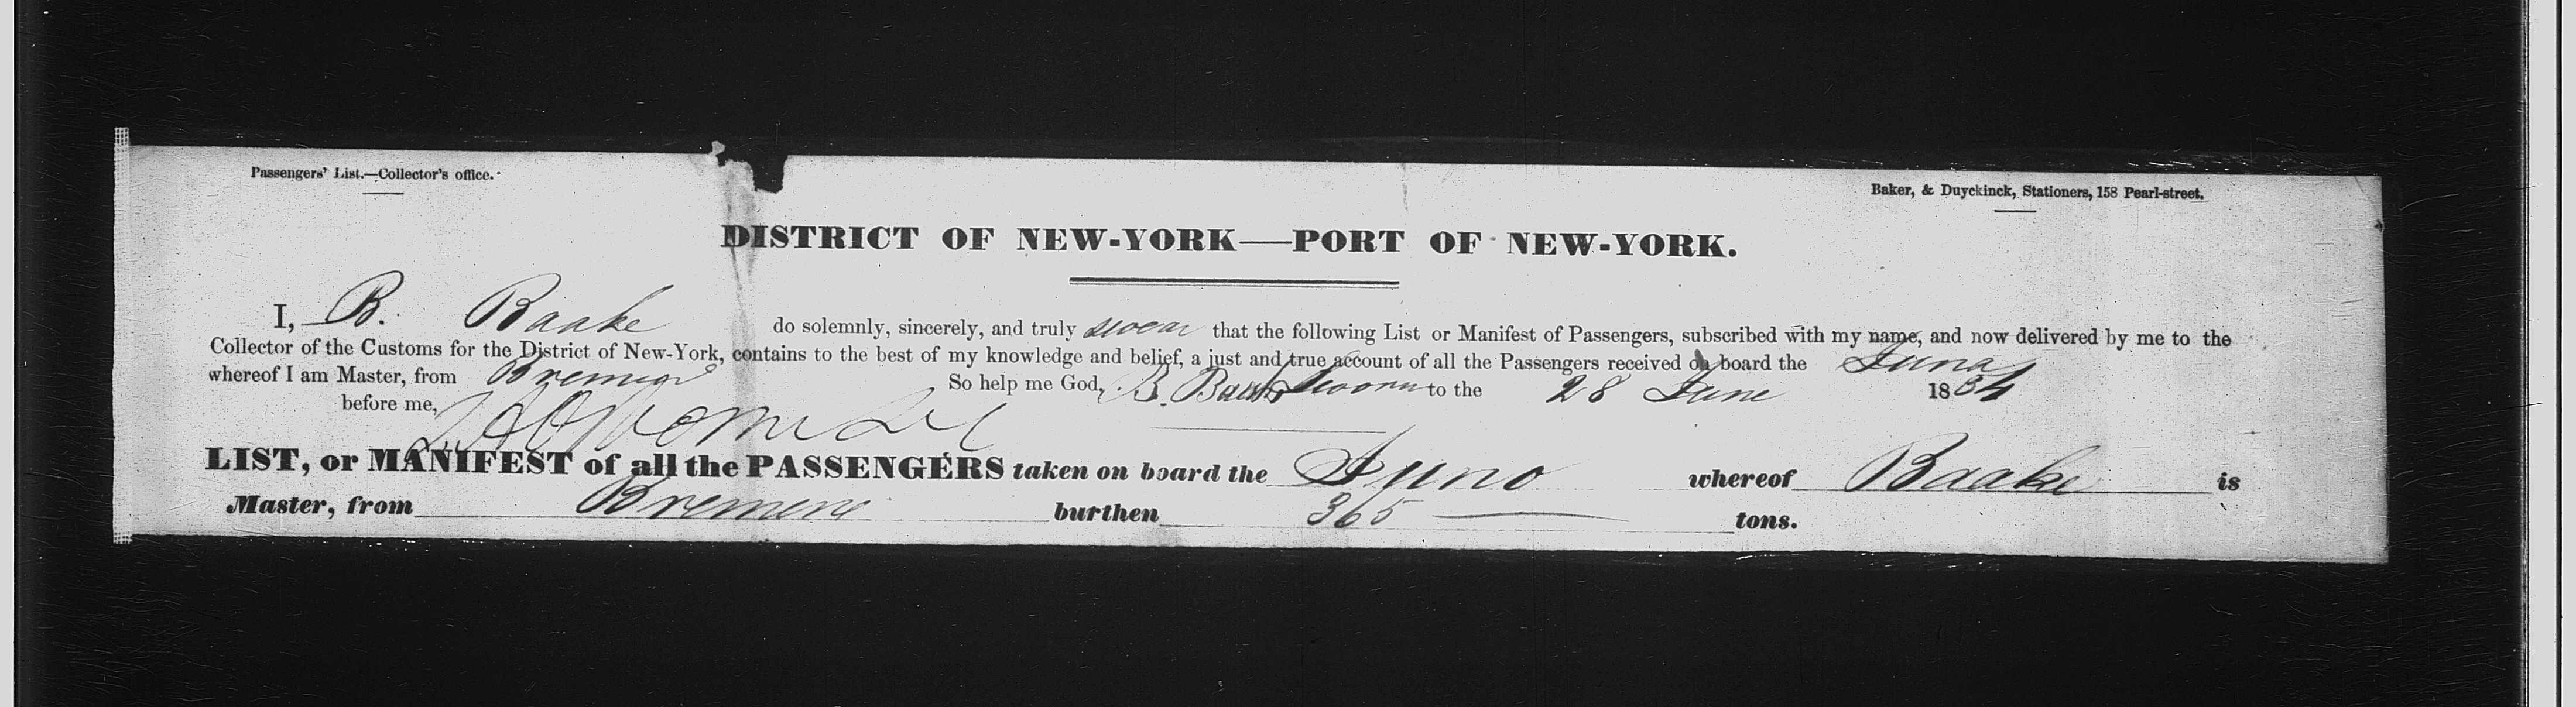 Passengers' List.—Collector's office.
Baker, & Duyckinck, Stationers, 158 Pearl-street.
DISTRICT OF NEW-YORK—PORT OF NEW-YORK.
I, B. Baake do solemnly, sincerely, and truly swear that the following List or Manifest of Passengers, subscribed with my name, and now delivered by me to the
Collector of the Customs for the District of New-York, contains to the best of my knowledge and belief, a just and true account of all the Passengers received on board the Juno
whereof I am Master, from Bremen So help me God, B. Baake Sworn to the 28 June 1834
before me,
LIST, or MANIFEST of all the PASSENGERS taken on board the Juno whereof Baake is
Master, from Bremen burthen 365 tons.